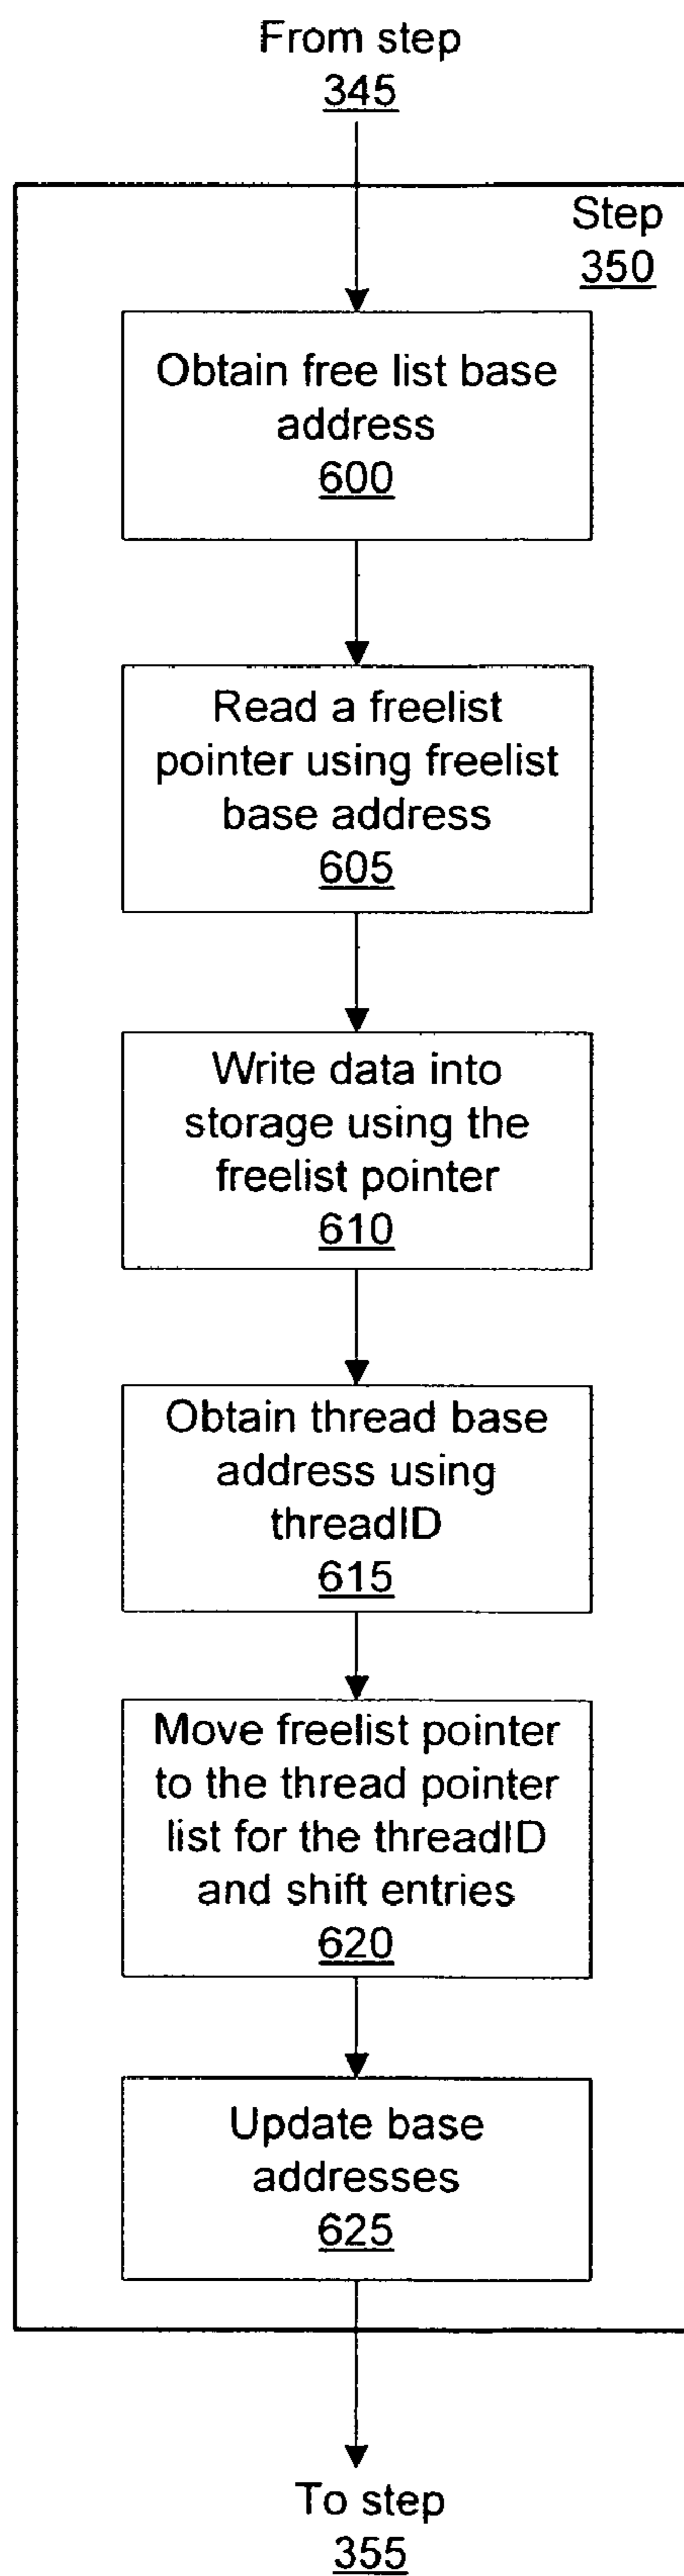 From step
345
Step
350
Obtain free list base
address
600
Read a freelist
pointer using freelist
base address
605
Write data into
storage using the
freelist pointer
610
Obtain thread base
address using
threadID
615
Move freelist pointer
to the thread pointer
list for the threadID
and shift entries
620
Update base
addresses
625
To step
355